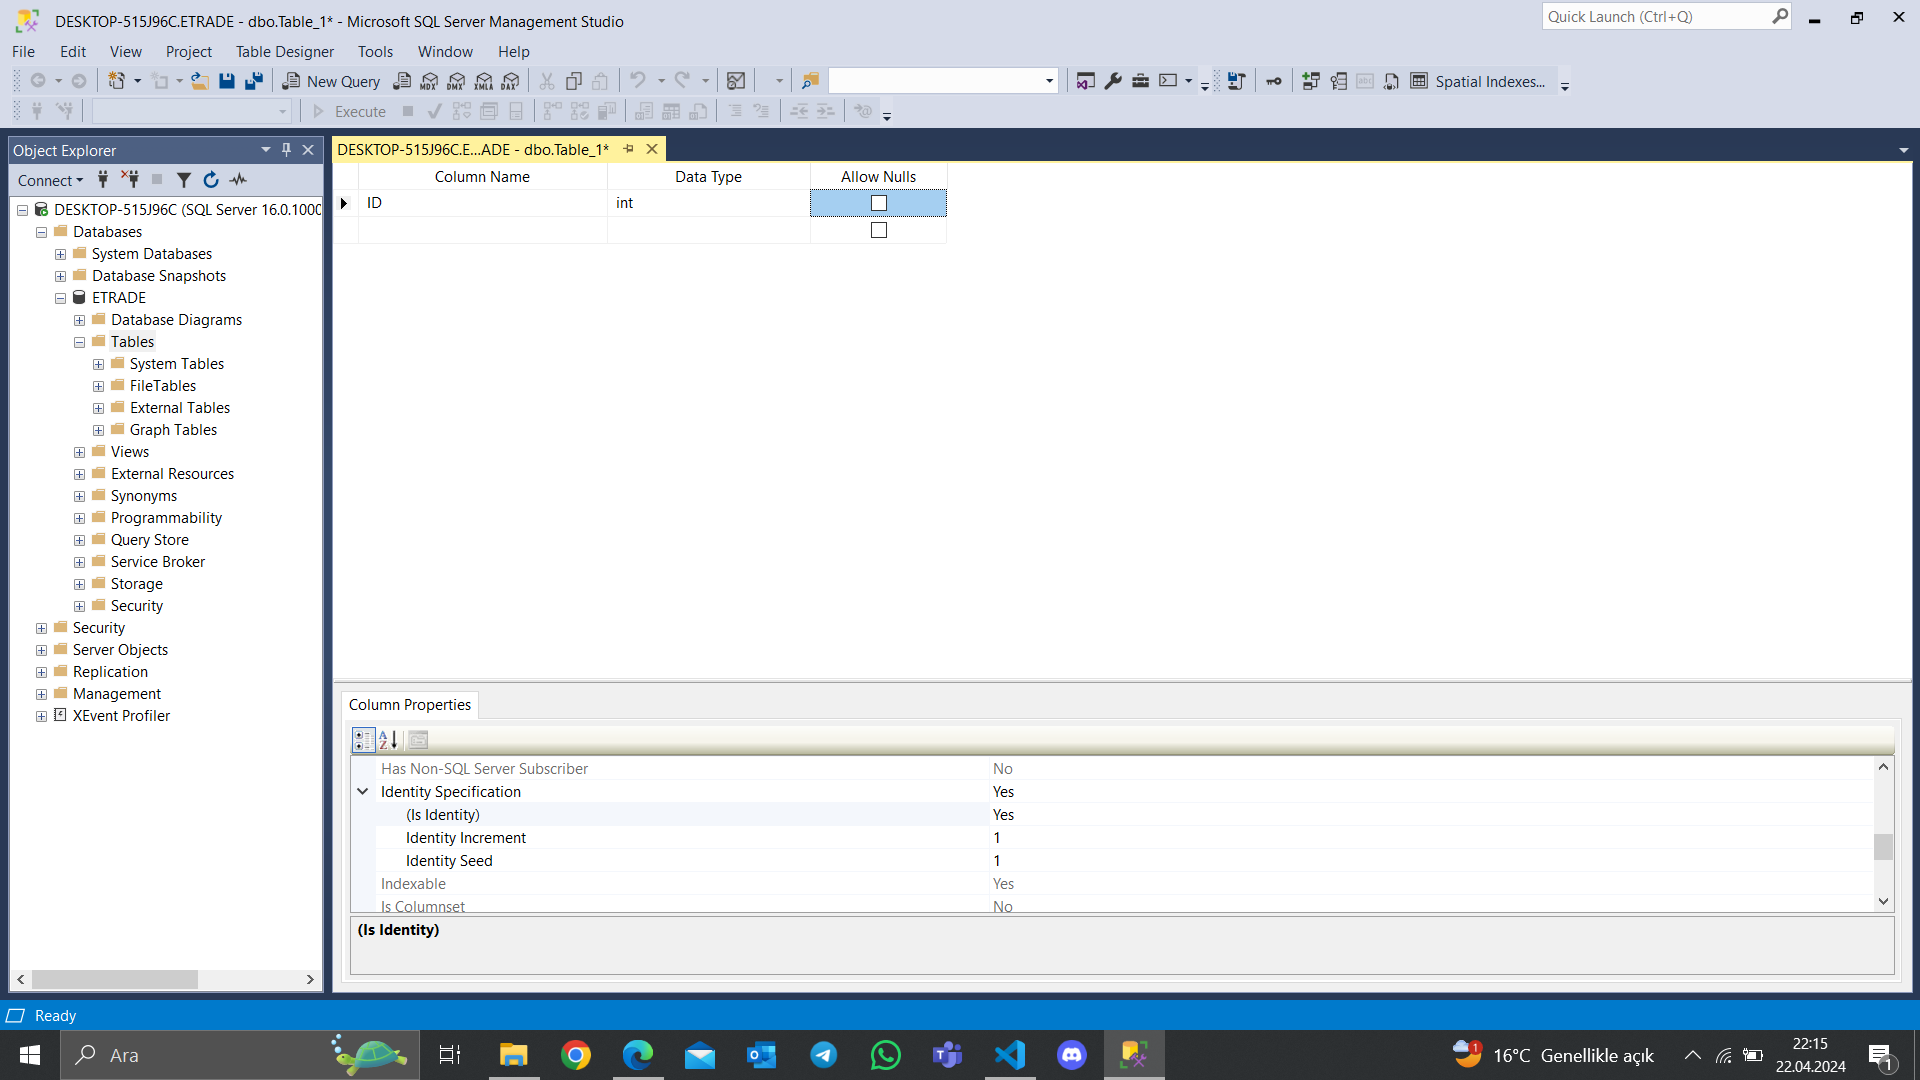 DESKTOP-515J96C.ETRADE - dbo.Table_1* - Microsoft SQL Server Management Studio
Quick Launch (Ctrl+Q)
File Edit View Project Table Designer Tools Window Help
New Query MDX DMX XMLA DAX Spatial Indexes...
Execute
Object Explorer
Connect
DESKTOP-515J96C (SQL Server 16.0.1000
Databases
System Databases
Database Snapshots
ETRADE
Database Diagrams
Tables
System Tables
FileTables
External Tables
Graph Tables
Views
External Resources
Synonyms
Programmability
Query Store
Service Broker
Storage
Security
Security
Server Objects
Replication
Management
XEvent Profiler
DESKTOP-515J96C.E...ADE - dbo.Table_1*
Column Name Data Type Allow Nulls
ID int
Column Properties
Has Non-SQL Server Subscriber No
Identity Specification Yes
(Is Identity) Yes
Identity Increment 1
Identity Seed 1
Indexable Yes
Is Columnset No
(Is Identity)
Ready
Ara
1
16°C Genellikle açık
22:15
22.04.2024
1